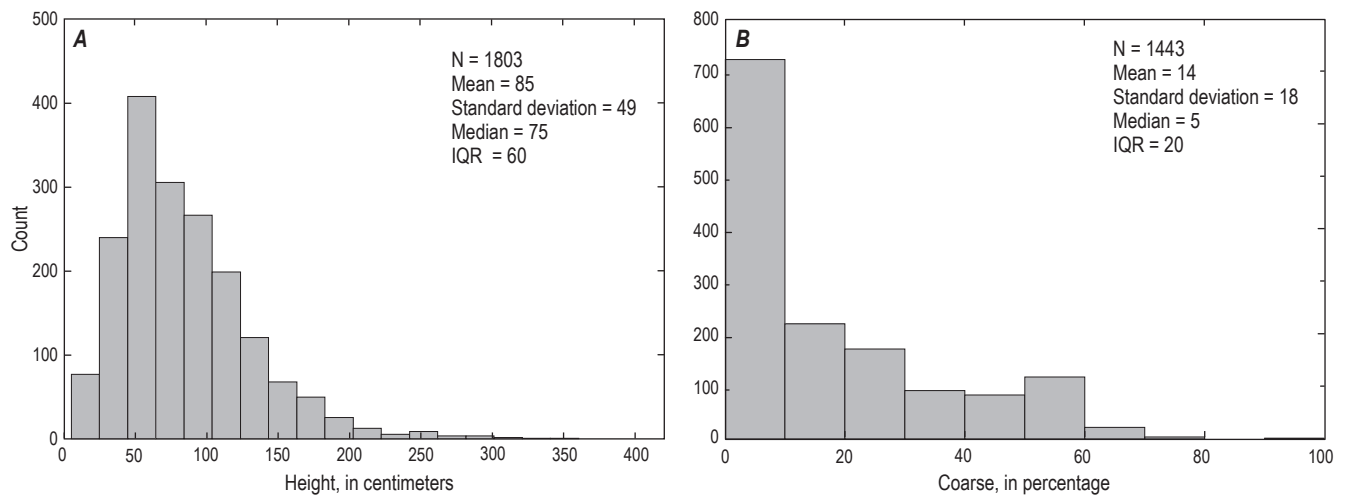 A
N = 1803
Mean = 85
Standard deviation = 49
Median = 75
IQR = 60
500
400
300
200
100
0
Count
0 50 100 150 200 250 300 350 400
Height, in centimeters
B
N = 1443
Mean = 14
Standard deviation = 18
Median = 5
IQR = 20
800
700
600
500
400
300
200
100
0
0 20 40 60 80 100
Coarse, in percentage